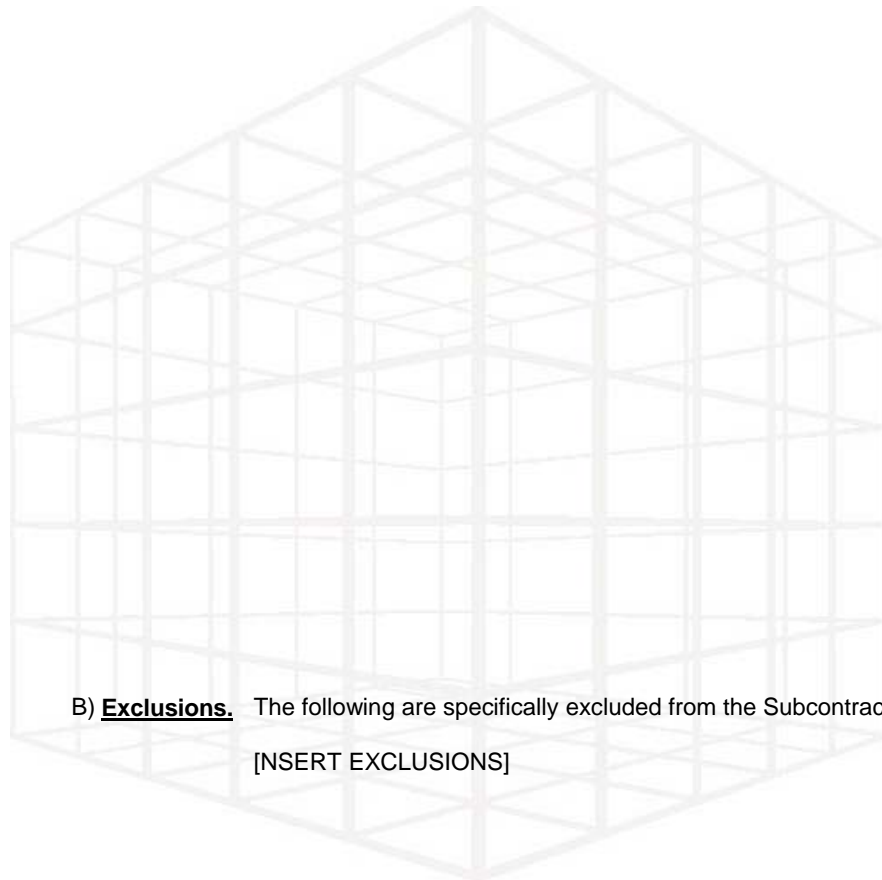 B) Exclusions. The following are specifically excluded from the Subcontrac
[NSERT EXCLUSIONS]